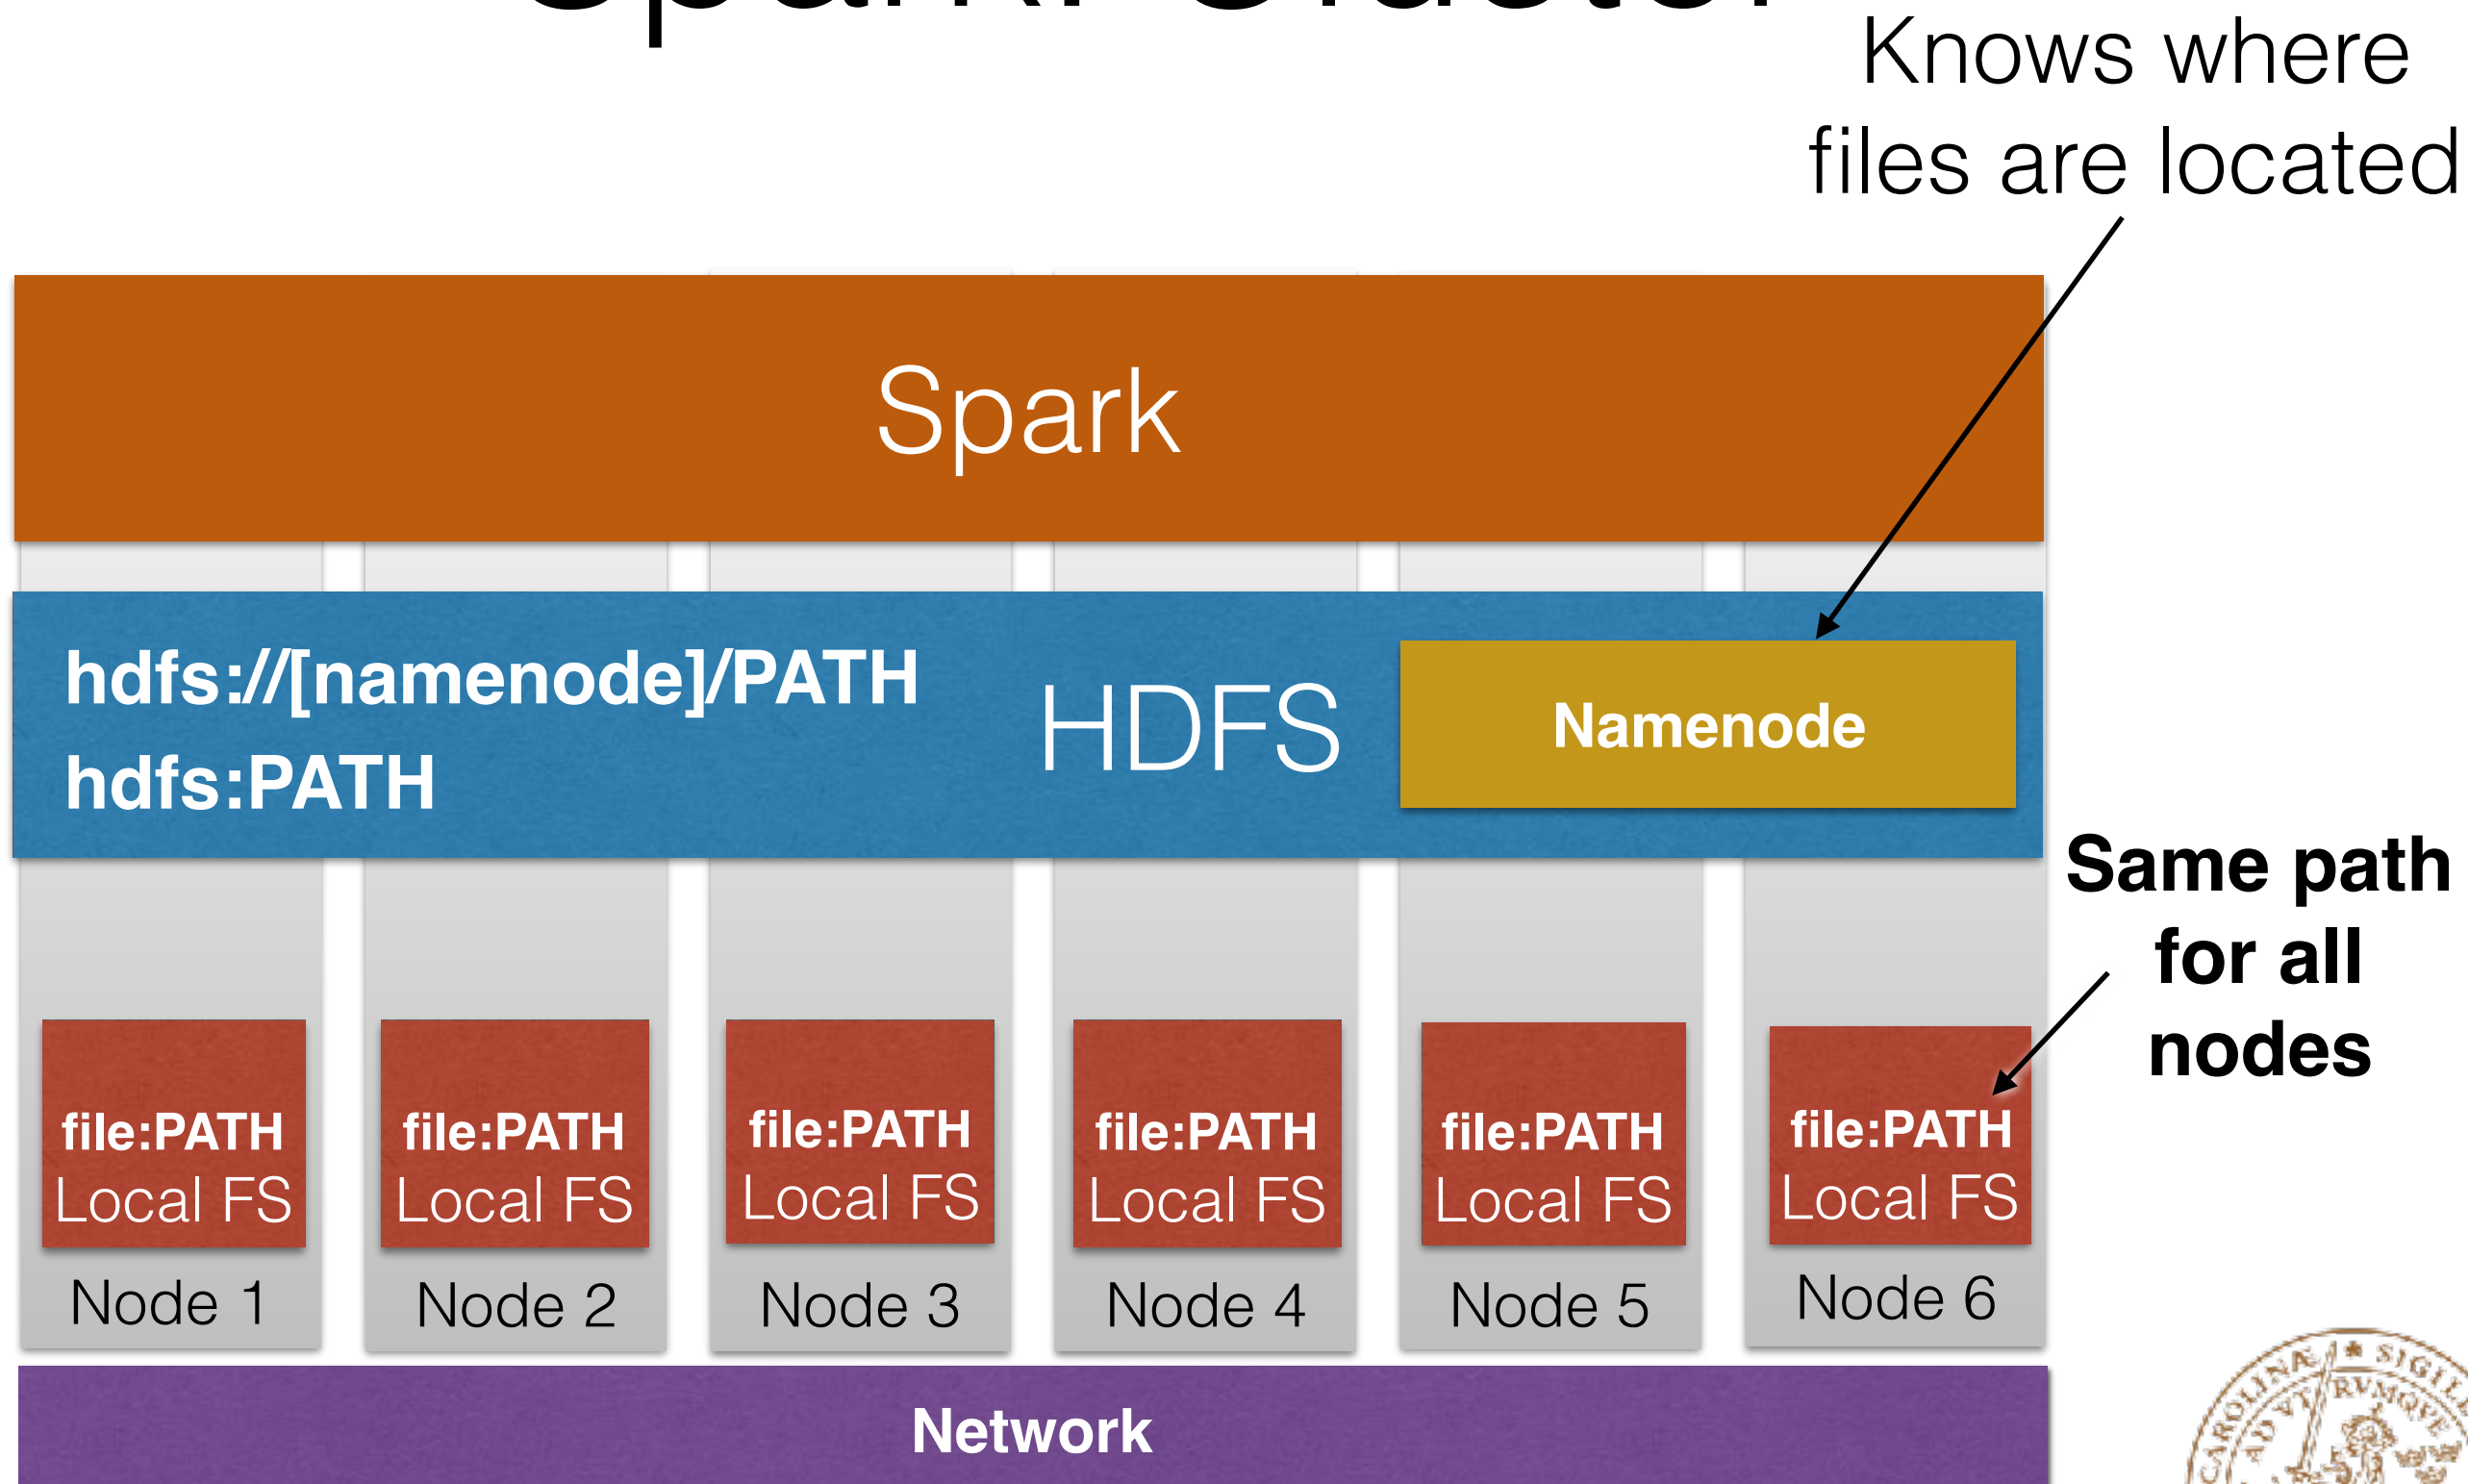 Spark: Cluster
Knows where
files are located
Spark
hdfs://[namenode]/PATH
hdfs:PATH
HDFS
Namenode
Same path
for all
nodes
file:PATH
Local FS
Node 1
file:PATH
Local FS
Node 2
file:PATH
Local FS
Node 3
file:PATH
Local FS
Node 4
file:PATH
Local FS
Node 5
file:PATH
Local FS
Node 6
Network